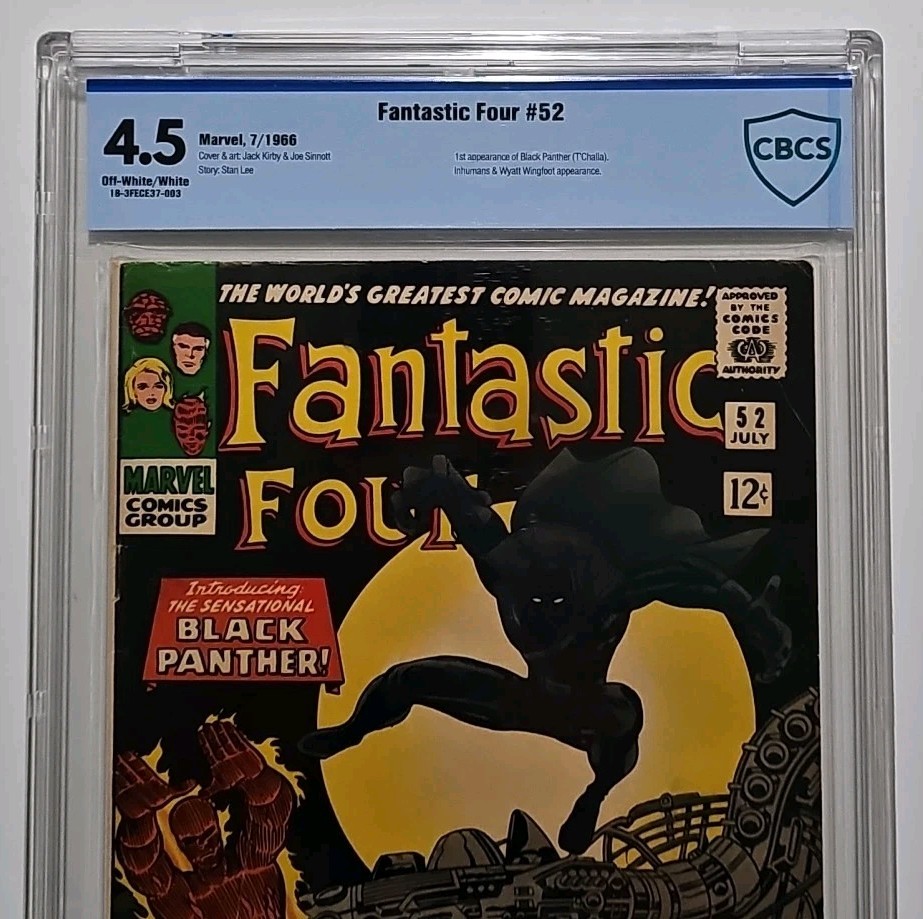 Fantastic Four #52
4.5
Off-White/White
18-3FECE37-003
Marvel, 7/1966
Cover & art: Jack Kirby & Joe Sinnott
Story: Stan Lee
1st appearance of Black Panther (T'Challa).
Inhumans & Wyatt Wingfoot appearance.
CBCS
THE WORLD'S GREATEST COMIC MAGAZINE!
APPROVED
BY THE
COMICS
CODE
CA
AUTHORITY
Fantastic
Four
52
JULY
12¢
MARVEL
COMICS
GROUP
Introducing
THE SENSATIONAL
BLACK
PANTHER!